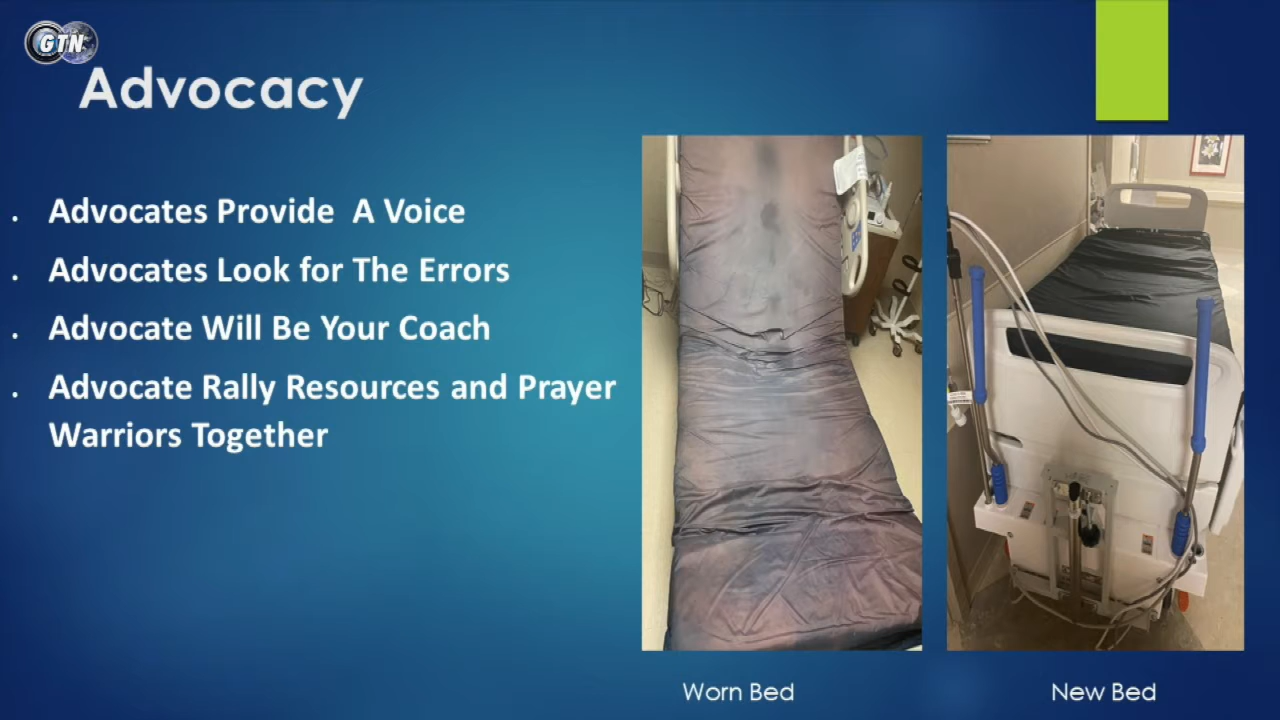 GTN
Advocacy
. Advocates Provide  A Voice
. Advocates Look for The Errors
. Advocate Will Be Your Coach
. Advocate Rally Resources and Prayer
Warriors Together
Worn Bed
New Bed